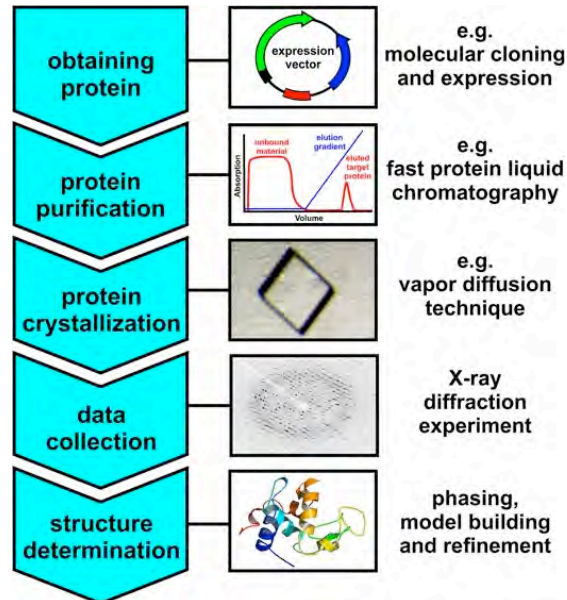 obtaining
protein
expression
vector
e.g.
molecular cloning
and expression
protein
purification
unbound
material
elution
gradient
eluted
target
protein
Absorption
Volume
e.g.
fast protein liquid
chromatography
protein
crystallization
e.g.
vapor diffusion
technique
data
collection
X-ray
diffraction
experiment
structure
determination
phasing,
model building
and refinement